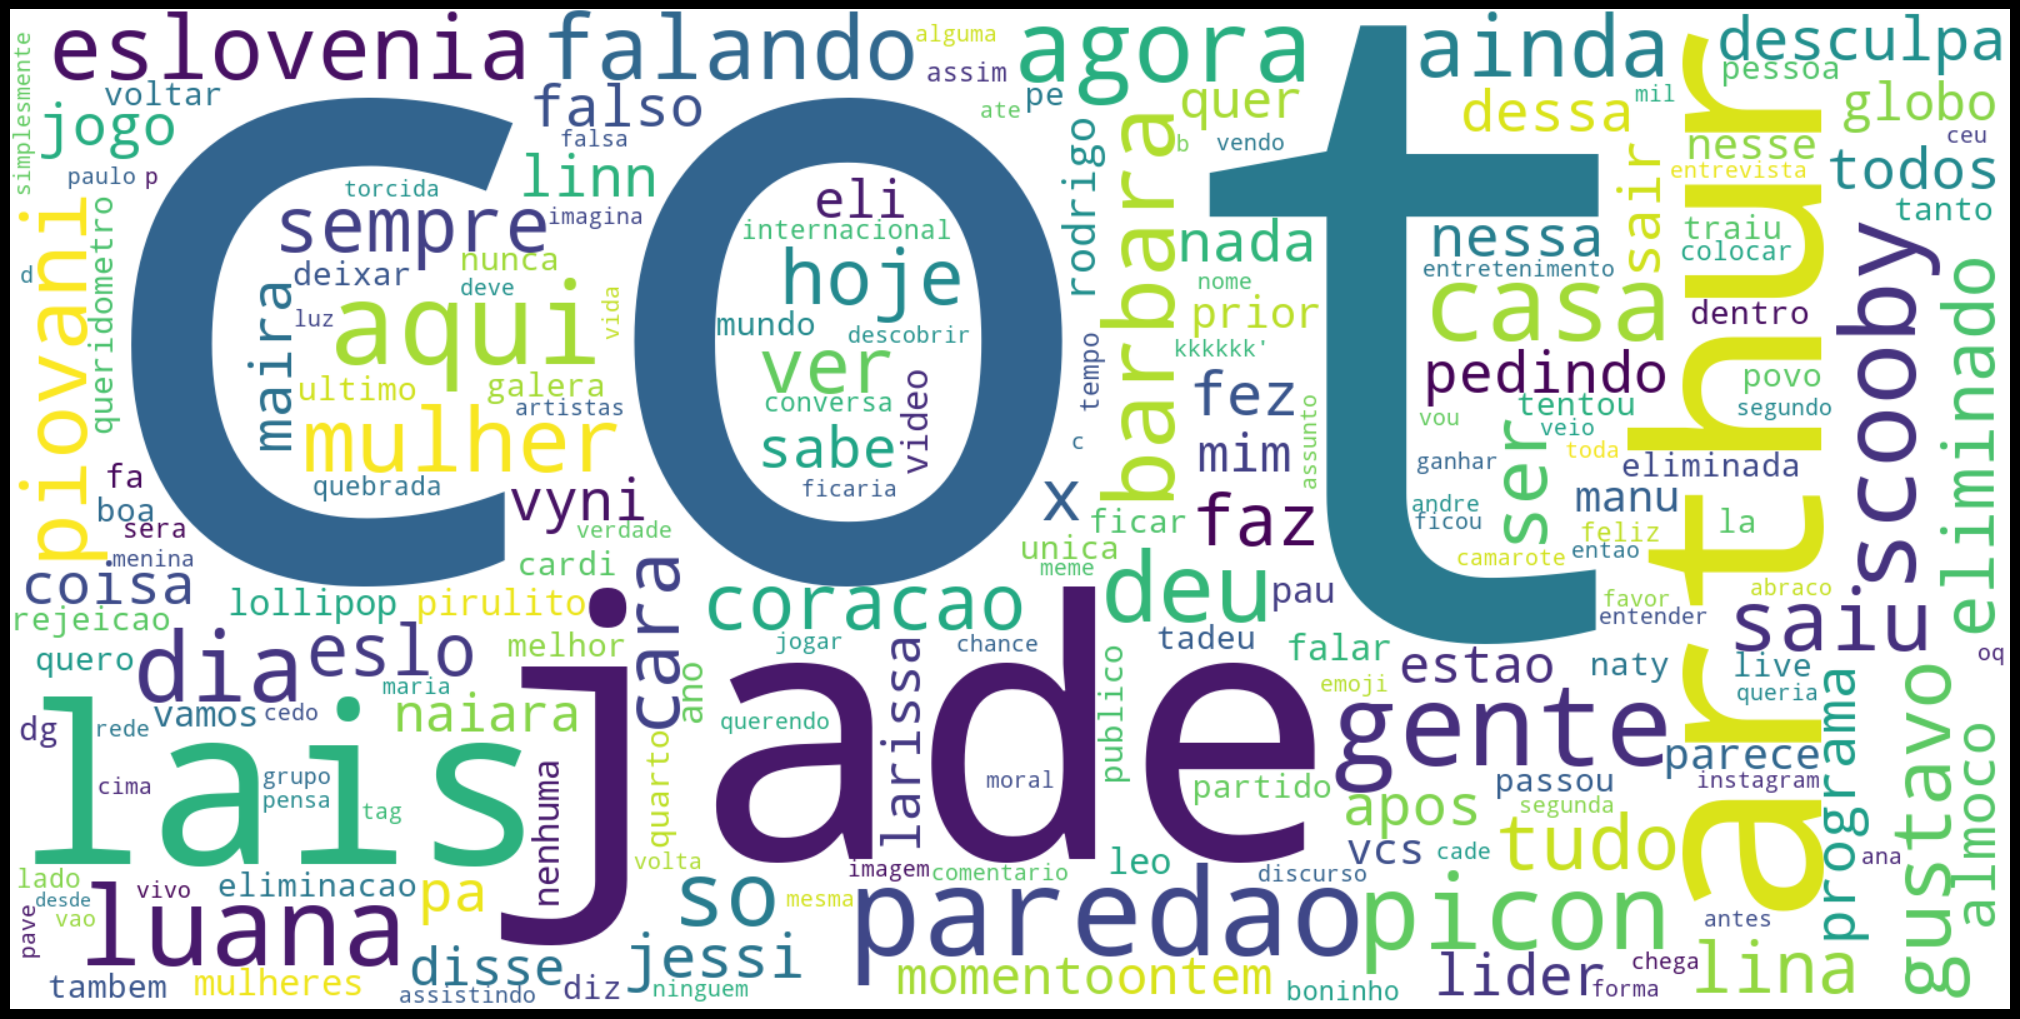 simplesmente
eslovenia
falando
alguma
agora
ainda
desculpa
voltar
assim
pessoa
jogo
falso
ate
pe
quer
dessa
mil
globo
falsa
rodrigo
barbara
b
vendo
sair
nesse
ceu
paulo
p
torcida
linn
eli
co
t
arthur
entrevista
todos
piovani
queridometro
sempre
imagina
internacional
nada
nessa
traiu
tanto
d
deixar
nunca
hoje
nome
entretenimento
colocar
scooby
eliminado
maira
luz
aqui
deve
vida
mundo
descobrir
prior
casa
dentro
ultimo
galera
ver
tempo
kkkkkk'
fez
pedindo
povo
mulher
artistas
conversa
video
assunto
vou
tentou
segundo
sabe
c
mim
veio
ser
toda
fa
quebrada
ficaria
ganhar
eliminada
boa
vyni
x
ficar
faz
andre
manu
sera
verdade
ficou
feliz
la
menina
cardi
unica
camarote
entao
coisa
cara
meme
deu
pau
abraco
rejeicao
lollipop
pirulito
coracao
favor
saiu
entender
quero
dia
eslo
melhor
jogar
chance
tadeu
falar
estao
naty
live
oq
jade
larissa
publico
maria
ano
emoji
queria
programa
gustavo
almoco
dg
lais
vamos
cedo
naiara
querendo
gente
rede
quarto
parece
cima
grupo
nenhuma
moral
partido
passou
instagram
pensa
tag
apos
segunda
volta
vcs
cade
tudo
ana
lado
eliminacao
imagem
comentario
leo
discurso
vivo
desde
pa
so
mesma
paredao
picon
vao
luana
antes
pave
disse
jessi
lina
tambem
mulheres
assistindo
diz
ninguem
momento
ontem
boninho
lider
chega
forma